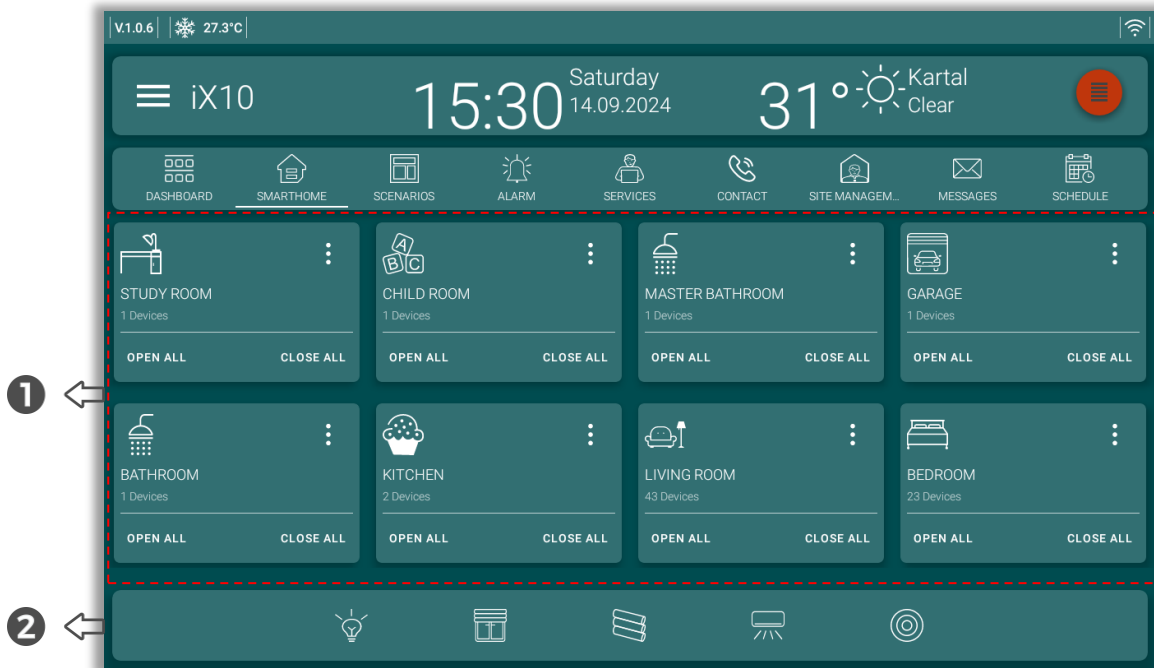 V.1.0.6 27.3°C
iX10 15:30 Saturday 14.09.2024 31° Kartal Clear
DASHBOARD SMARTHOME SCENARIOS ALARM SERVICES CONTACT SITE MANAGEM... MESSAGES SCHEDULE
A B C
STUDY ROOM CHILD ROOM MASTER BATHROOM GARAGE
1 Devices 1 Devices 1 Devices 1 Devices
OPEN ALL CLOSE ALL OPEN ALL CLOSE ALL OPEN ALL CLOSE ALL OPEN ALL CLOSE ALL
1
BATHROOM KITCHEN LIVING ROOM BEDROOM
1 Devices 2 Devices 43 Devices 23 Devices
OPEN ALL CLOSE ALL OPEN ALL CLOSE ALL OPEN ALL CLOSE ALL OPEN ALL CLOSE ALL
2